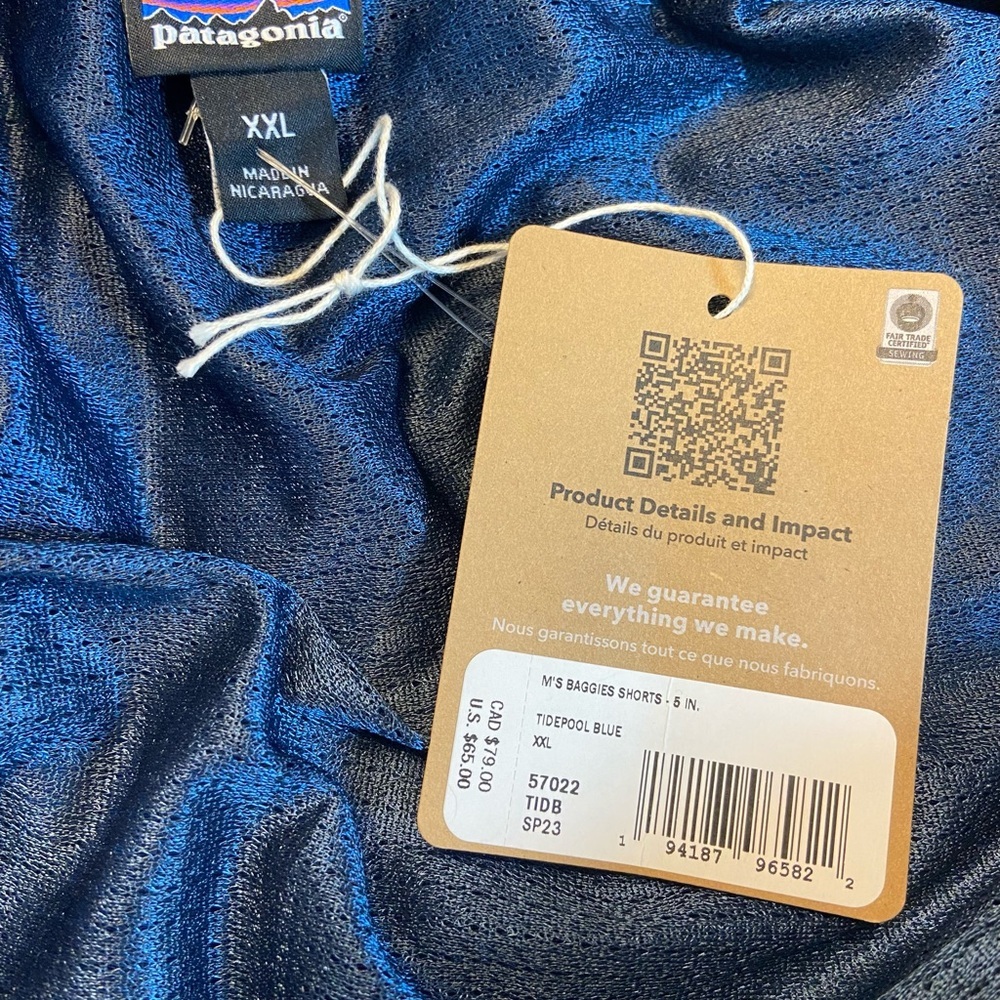 patagonia®
XXL
MADE IN
NICARAGUA
FAIR TRADE
CERTIFIED™
SEWING
Product Details and Impact
Détails du produit et impact
We guarantee
everything we make.
Nous garantissons tout ce que nous fabriquons.
M'S BAGGIES SHORTS - 5 IN.
TIDEPOOL BLUE
XXL
57022
TIDB
SP23
CAD $79.00
U.S. $65.00
1 94187 96582 2